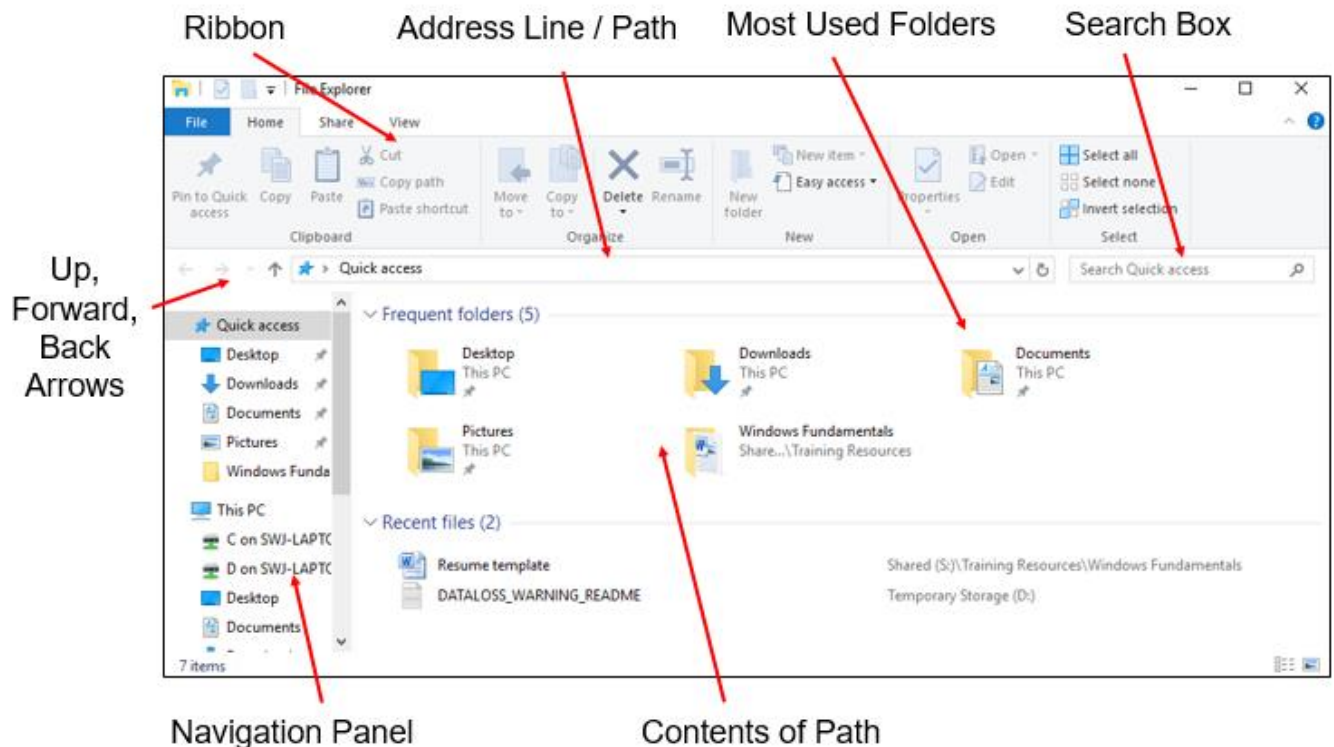 Ribbon
Address Line / Path
Most Used Folders
Search Box
File Explorer
File Home Share View
Pin to Quick access
Copy
Paste
Cut
Copy path
Paste shortcut
Move to
Copy to
Delete
Rename
New folder
New item
Easy access
Properties
Open
Edit
Select all
Select none
Invert selection
Clipboard
Organize
New
Open
Select
Up,
Forward,
Back
Arrows
Quick access
Search Quick access
Quick access
Desktop
Downloads
Documents
Pictures
Windows Funda
This PC
C on SWJ-LAPTC
D on SWJ-LAPTC
Desktop
Documents
Frequent folders (5)
Desktop
This PC
Downloads
This PC
Documents
This PC
Pictures
This PC
Windows Fundamentals
Share...\Training Resources
Recent files (2)
Resume template
Shared (S:)\Training Resources\Windows Fundamentals
DATALOSS_WARNING_README
Temporary Storage (D:)
7 items
Navigation Panel
Contents of Path